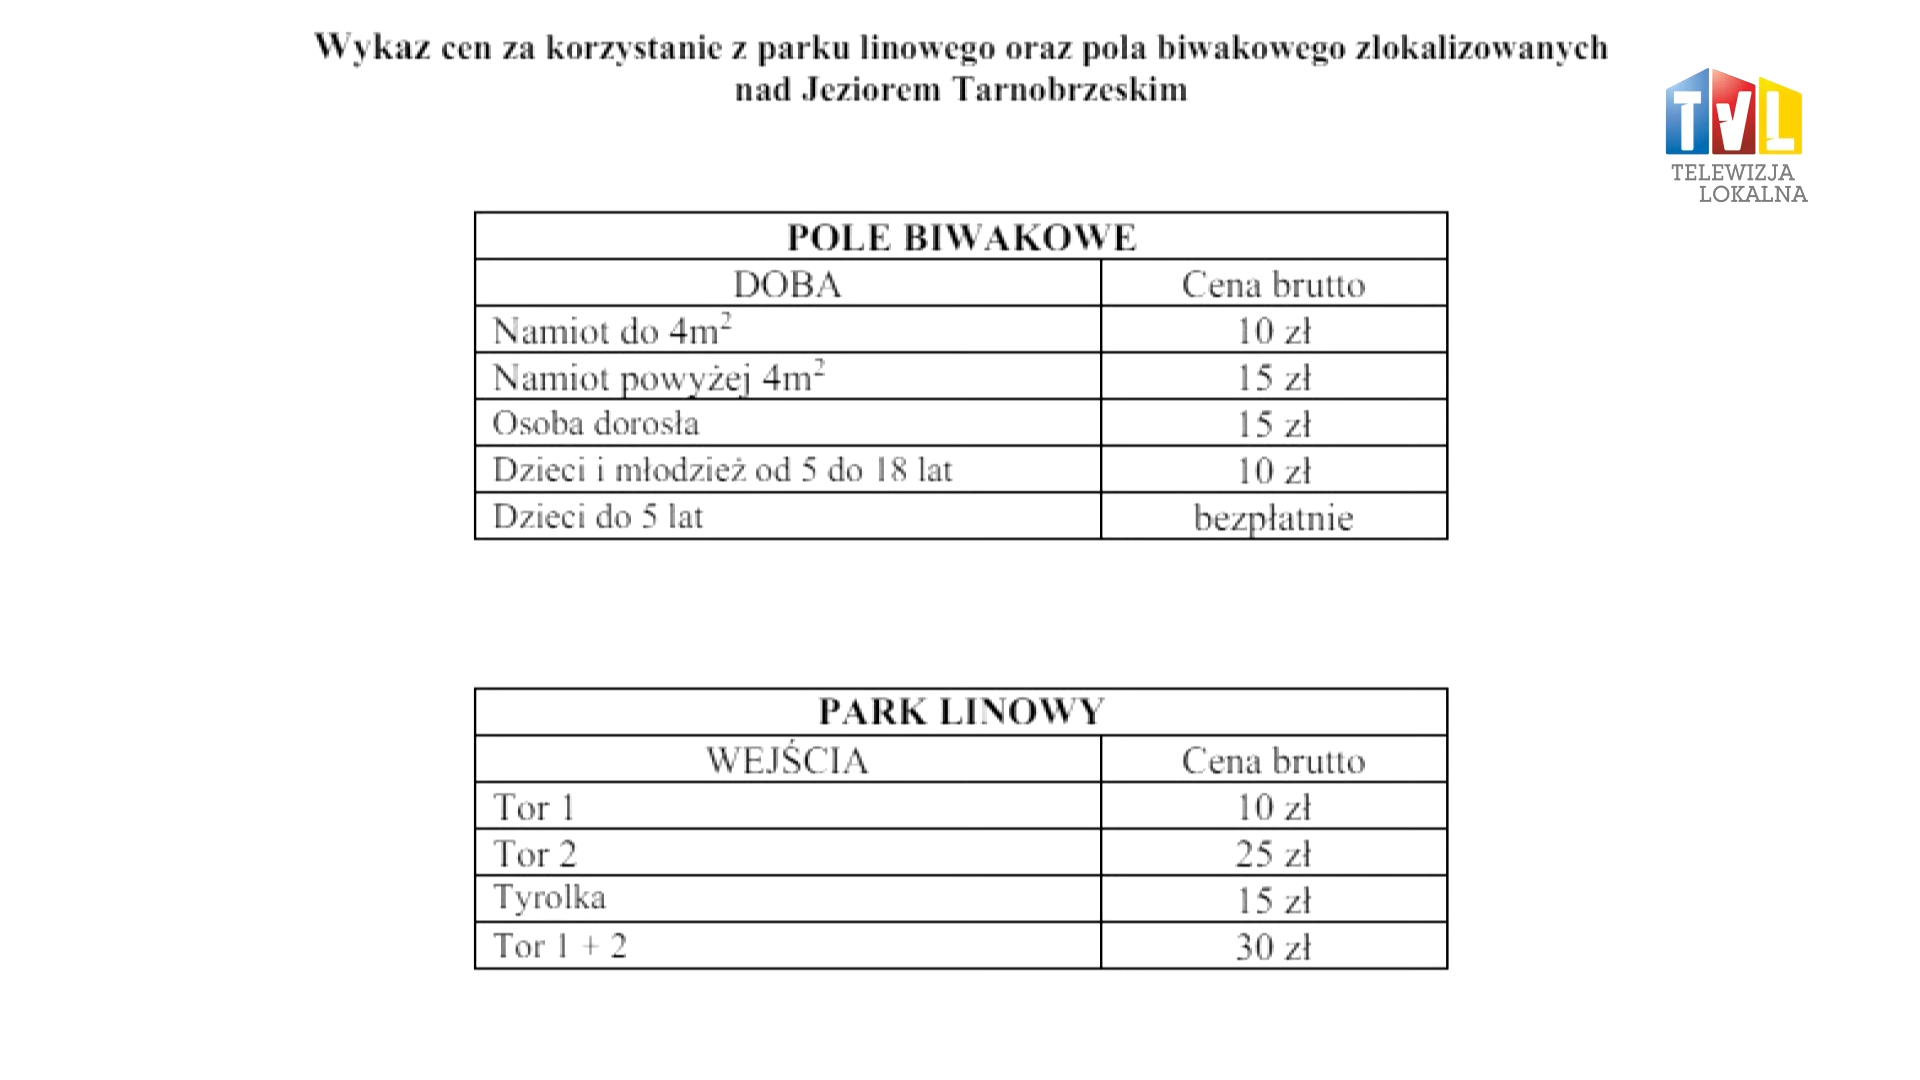 Wykaz cen za korzystanie z parku linowego oraz pola biwakowego zlokalizowanych
nad Jeziorem Tarnobrzeskim
TVL
TELEWIZJA
LOKALNA
POLE BIWAKOWE
DOBA Cena brutto
Namiot do 4m² 10 zł
Namiot powyżej 4m² 15 zł
Osoba dorosła 15 zł
Dzieci i młodzież od 5 do 18 lat 10 zł
Dzieci do 5 lat bezpłatnie
PARK LINOWY
WEJŚCIA Cena brutto
Tor 1 10 zł
Tor 2 25 zł
Tyrolka 15 zł
Tor 1 + 2 30 zł